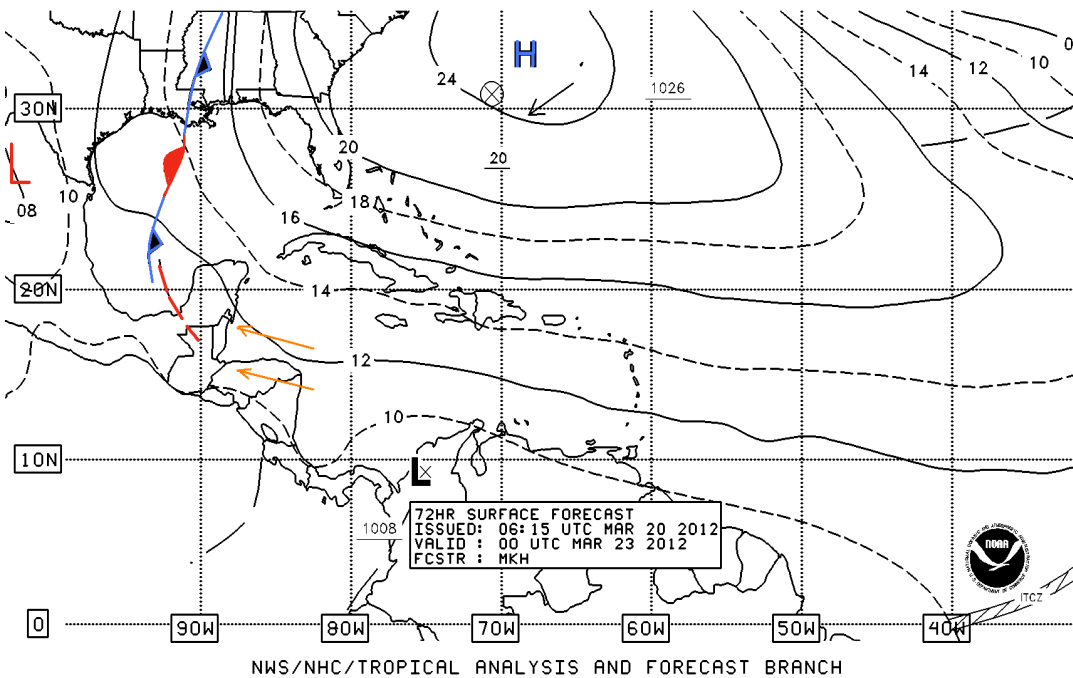 0
H
14
12
10
24
1026
30N
20
20
L
10
18
08
16
20N
14
12
10
10N
L
1008
72HR SURFACE FORECAST
ISSUED: 06:15 UTC MAR 20 2012
VALID : 00 UTC MAR 23 2012
FCSTR : MKH
NOAA
ITCZ
0
90W
80W
70W
60W
50W
40W
NWS/NHC/TROPICAL ANALYSIS AND FORECAST BRANCH